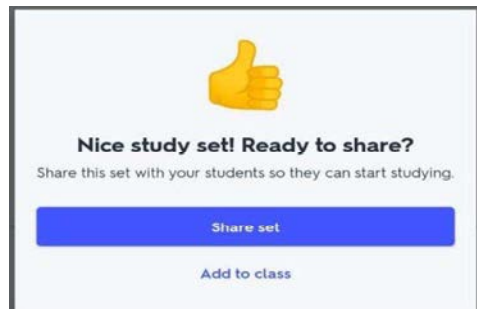 Nice study set! Ready to share?
Share this set with your students so they can start studying.
Share set
Add to class